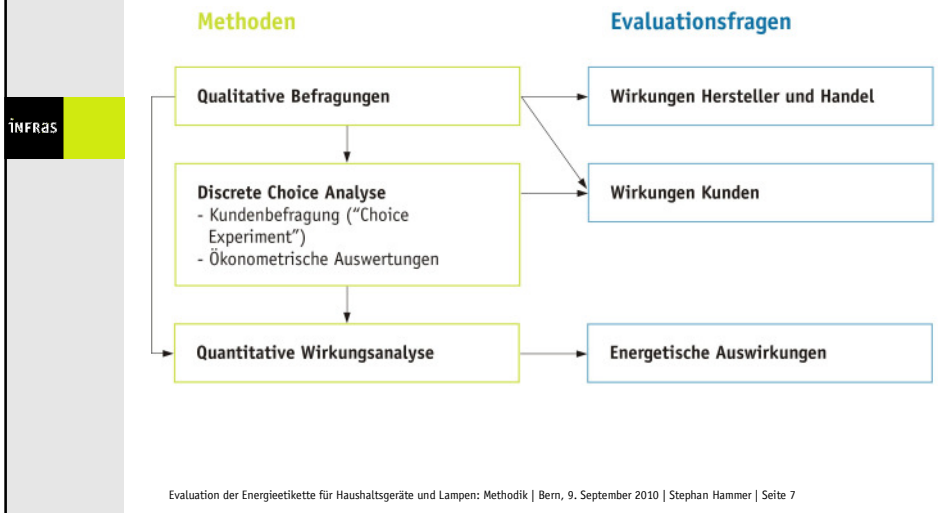 Methoden
Evaluationsfragen
infras
Qualitative Befragungen
Wirkungen Hersteller und Handel
Discrete Choice Analyse
- Kundenbefragung (“Choice
Experiment”)
- Ökonometrische Auswertungen
Wirkungen Kunden
Quantitative Wirkungsanalyse
Energetische Auswirkungen
Evaluation der Energieetikette für Haushaltsgeräte und Lampen: Methodik | Bern, 9. September 2010 | Stephan Hammer | Seite 7